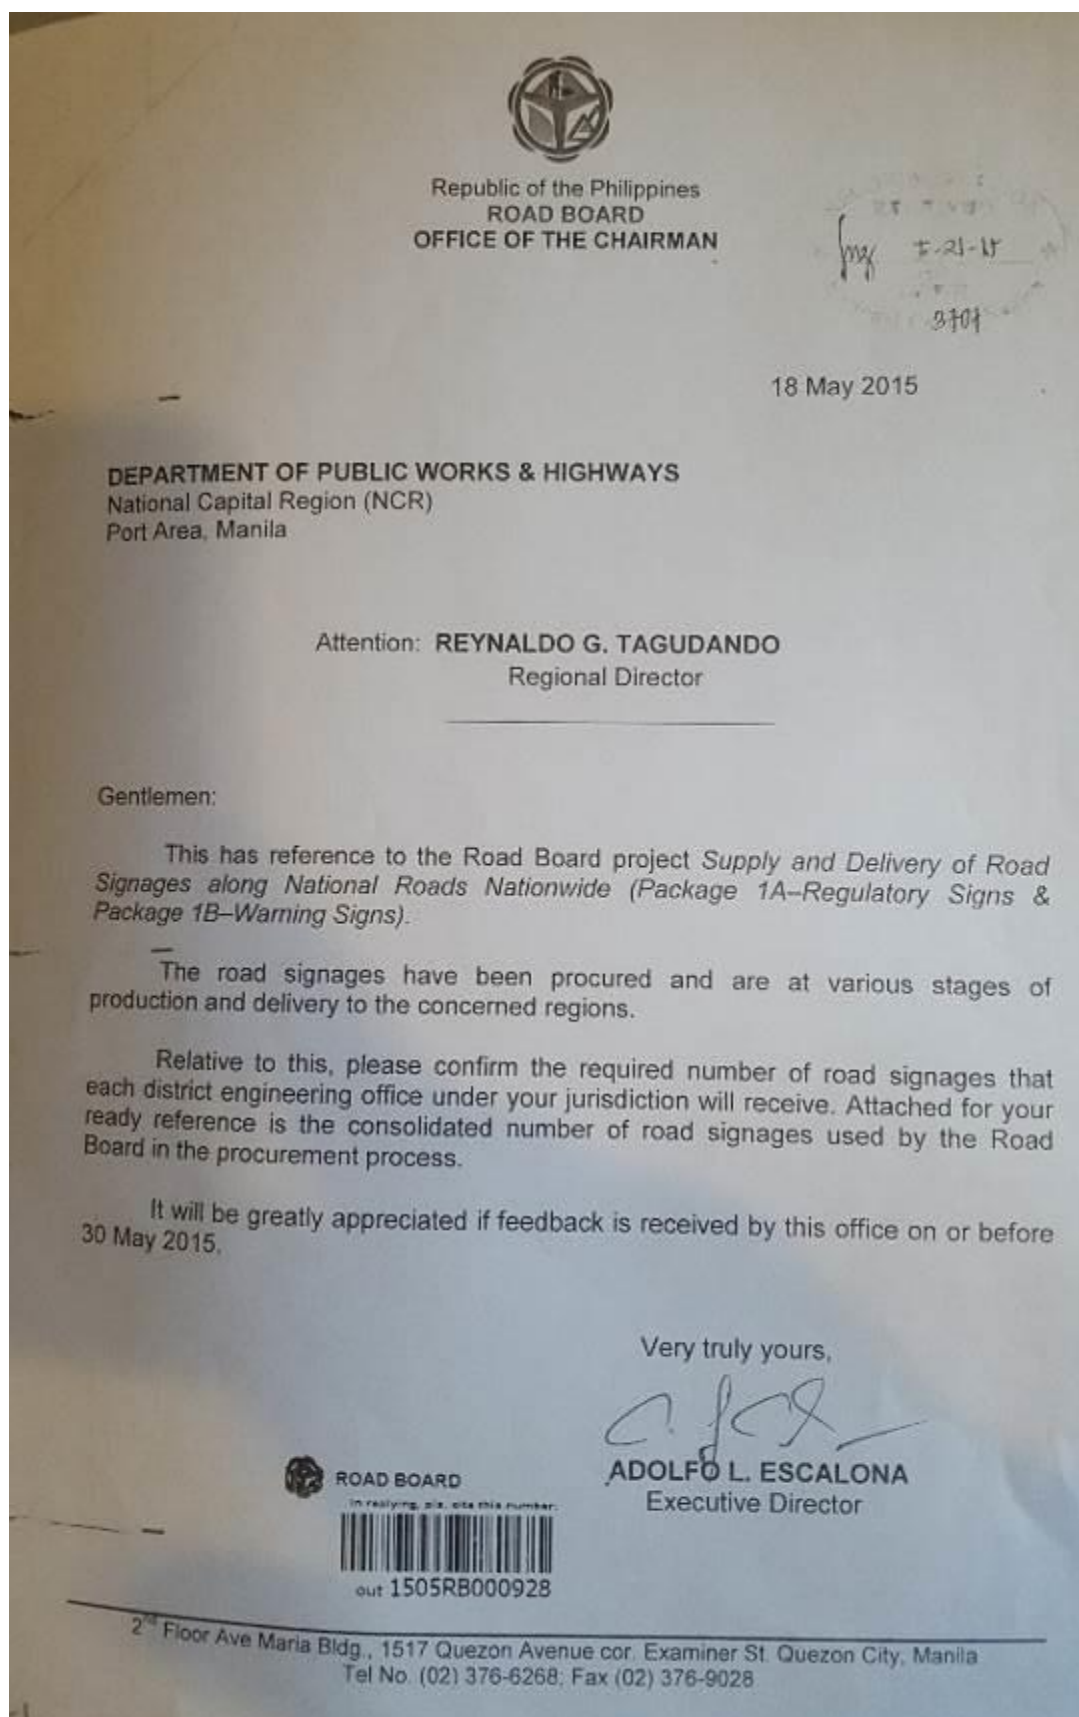 Republic of the Philippines
ROAD BOARD
OFFICE OF THE CHAIRMAN
5-21-15
18 May 2015
DEPARTMENT OF PUBLIC WORKS & HIGHWAYS
National Capital Region (NCR)
Port Area, Manila
Attention: REYNALDO G. TAGUDANDO
Regional Director
Gentlemen:
This has reference to the Road Board project Supply and Delivery of Road
Signages along National Roads Nationwide (Package 1A–Regulatory Signs &
Package 1B–Warning Signs).
The road signages have been procured and are at various stages of
production and delivery to the concerned regions.
Relative to this, please confirm the required number of road signages that
each district engineering office under your jurisdiction will receive. Attached for your
ready reference is the consolidated number of road signages used by the Road
Board in the procurement process.
It will be greatly appreciated if feedback is received by this office on or before
30 May 2015.
Very truly yours,
ADOLFO L. ESCALONA
Executive Director
ROAD BOARD
In replying, pls. cite this number:
out 1505RB000928
2nd Floor Ave Maria Bldg., 1517 Quezon Avenue cor. Examiner St. Quezon City, Manila
Tel No. (02) 376-6268; Fax (02) 376-9028